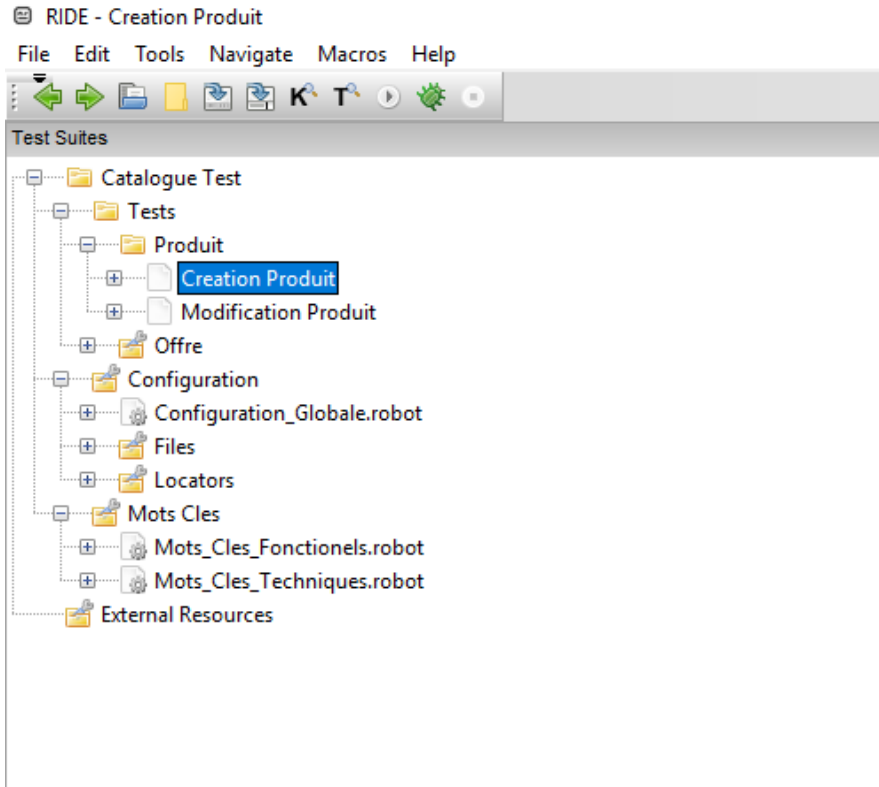 RIDE - Creation Produit
File Edit Tools Navigate Macros Help
K T
Test Suites
Catalogue Test
Tests
Produit
Creation Produit
Modification Produit
Offre
Configuration
Configuration_Globale.robot
Files
Locators
Mots Cles
Mots_Cles_Fonctionels.robot
Mots_Cles_Techniques.robot
External Resources